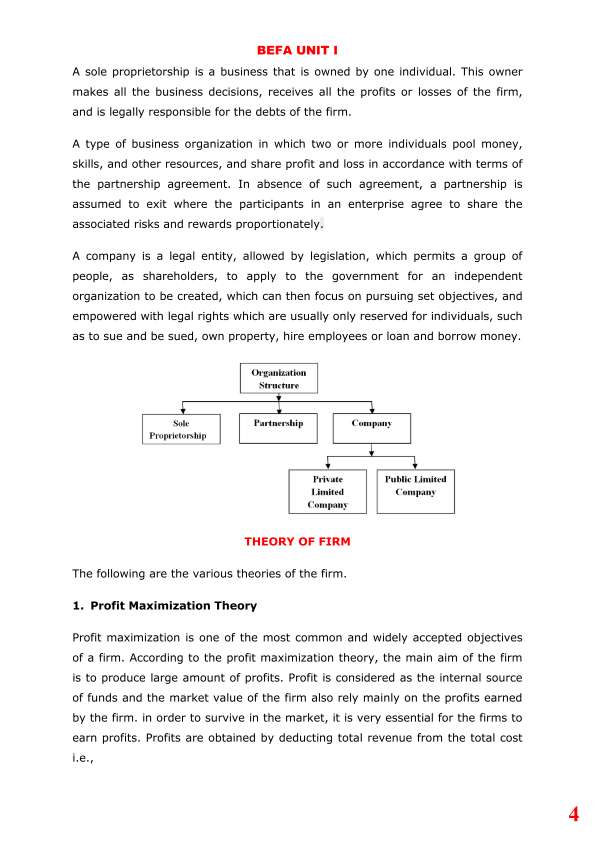 BEFA UNIT I
A sole proprietorship is a business that is owned by one individual. This owner
makes all the business decisions, receives all the profits or losses of the firm,
and is legally responsible for the debts of the firm.
A type of business organization in which two or more individuals pool money,
skills, and other resources, and share profit and loss in accordance with terms of
the partnership agreement. In absence of such agreement, a partnership is
assumed to exit where the participants in an enterprise agree to share the
associated risks and rewards proportionately.
A company is a legal entity, allowed by legislation, which permits a group of
people, as shareholders, to apply to the government for an independent
organization to be created, which can then focus on pursuing set objectives, and
empowered with legal rights which are usually only reserved for individuals, such
as to sue and be sued, own property, hire employees or loan and borrow money.
Organization
Structure
Sole
Proprietorship
Partnership
Company
Private
Limited
Company
Public Limited
Company
THEORY OF FIRM
The following are the various theories of the firm.
1. Profit Maximization Theory
Profit maximization is one of the most common and widely accepted objectives
of a firm. According to the profit maximization theory, the main aim of the firm
is to produce large amount of profits. Profit is considered as the internal source
of funds and the market value of the firm also rely mainly on the profits earned
by the firm. in order to survive in the market, it is very essential for the firms to
earn profits. Profits are obtained by deducting total revenue from the total cost
i.e.,
4